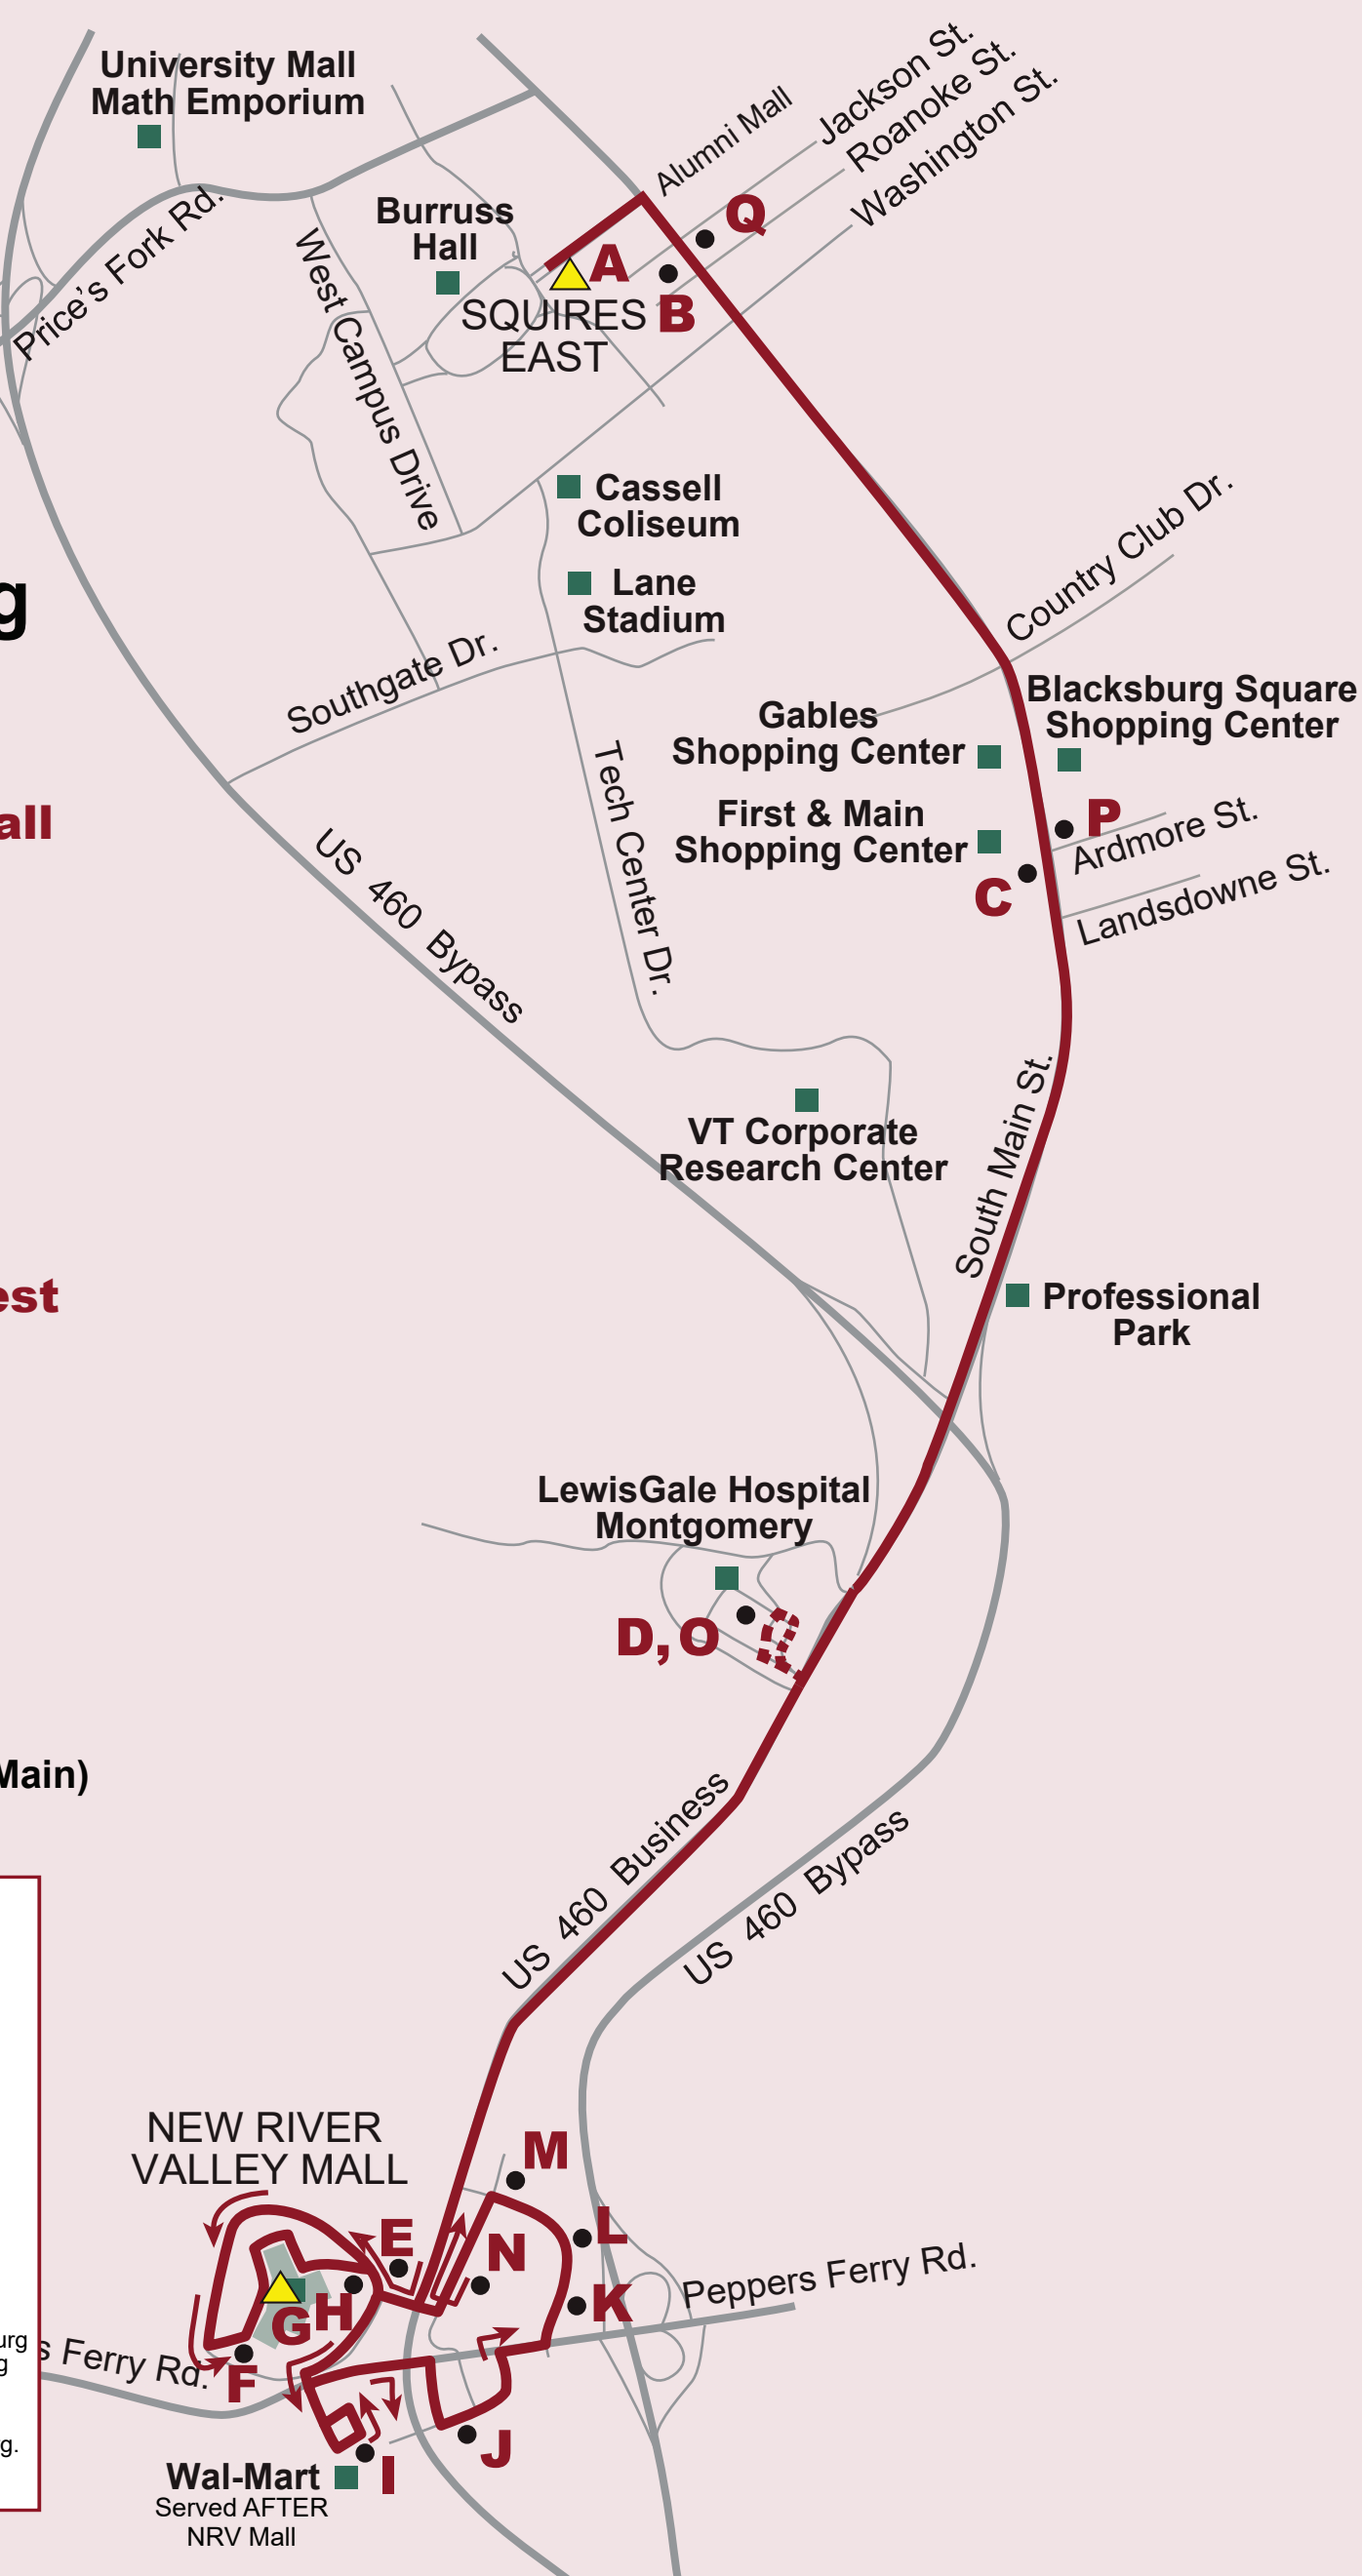 University Mall
Math Emporium
Jackson St.
Roanoke St.
Washington St.
Alumni Mall
Price's Fork Rd.
Burruss
Hall
West Campus Drive
Q
A
B
SQUIRES
EAST
Cassell
Coliseum
Lane
Stadium
Country Club Dr.
g
Southgate Dr.
Blacksburg Square
Shopping Center
Gables
Shopping Center
First & Main
Shopping Center
P
Ardmore St.
C
Landsdowne St.
all
US 460 Bypass
Tech Center Dr.
South Main St.
VT Corporate
Research Center
est
Professional
Park
LewisGale Hospital
Montgomery
D, O
Main)
US 460 Business
US 460 Bypass
NEW RIVER
VALLEY MALL
M
E
L
N
Peppers Ferry Rd.
K
H
G
urg
g
s Ferry Rd.
F
g.
J
I
Wal-Mart
Served AFTER
NRV Mall